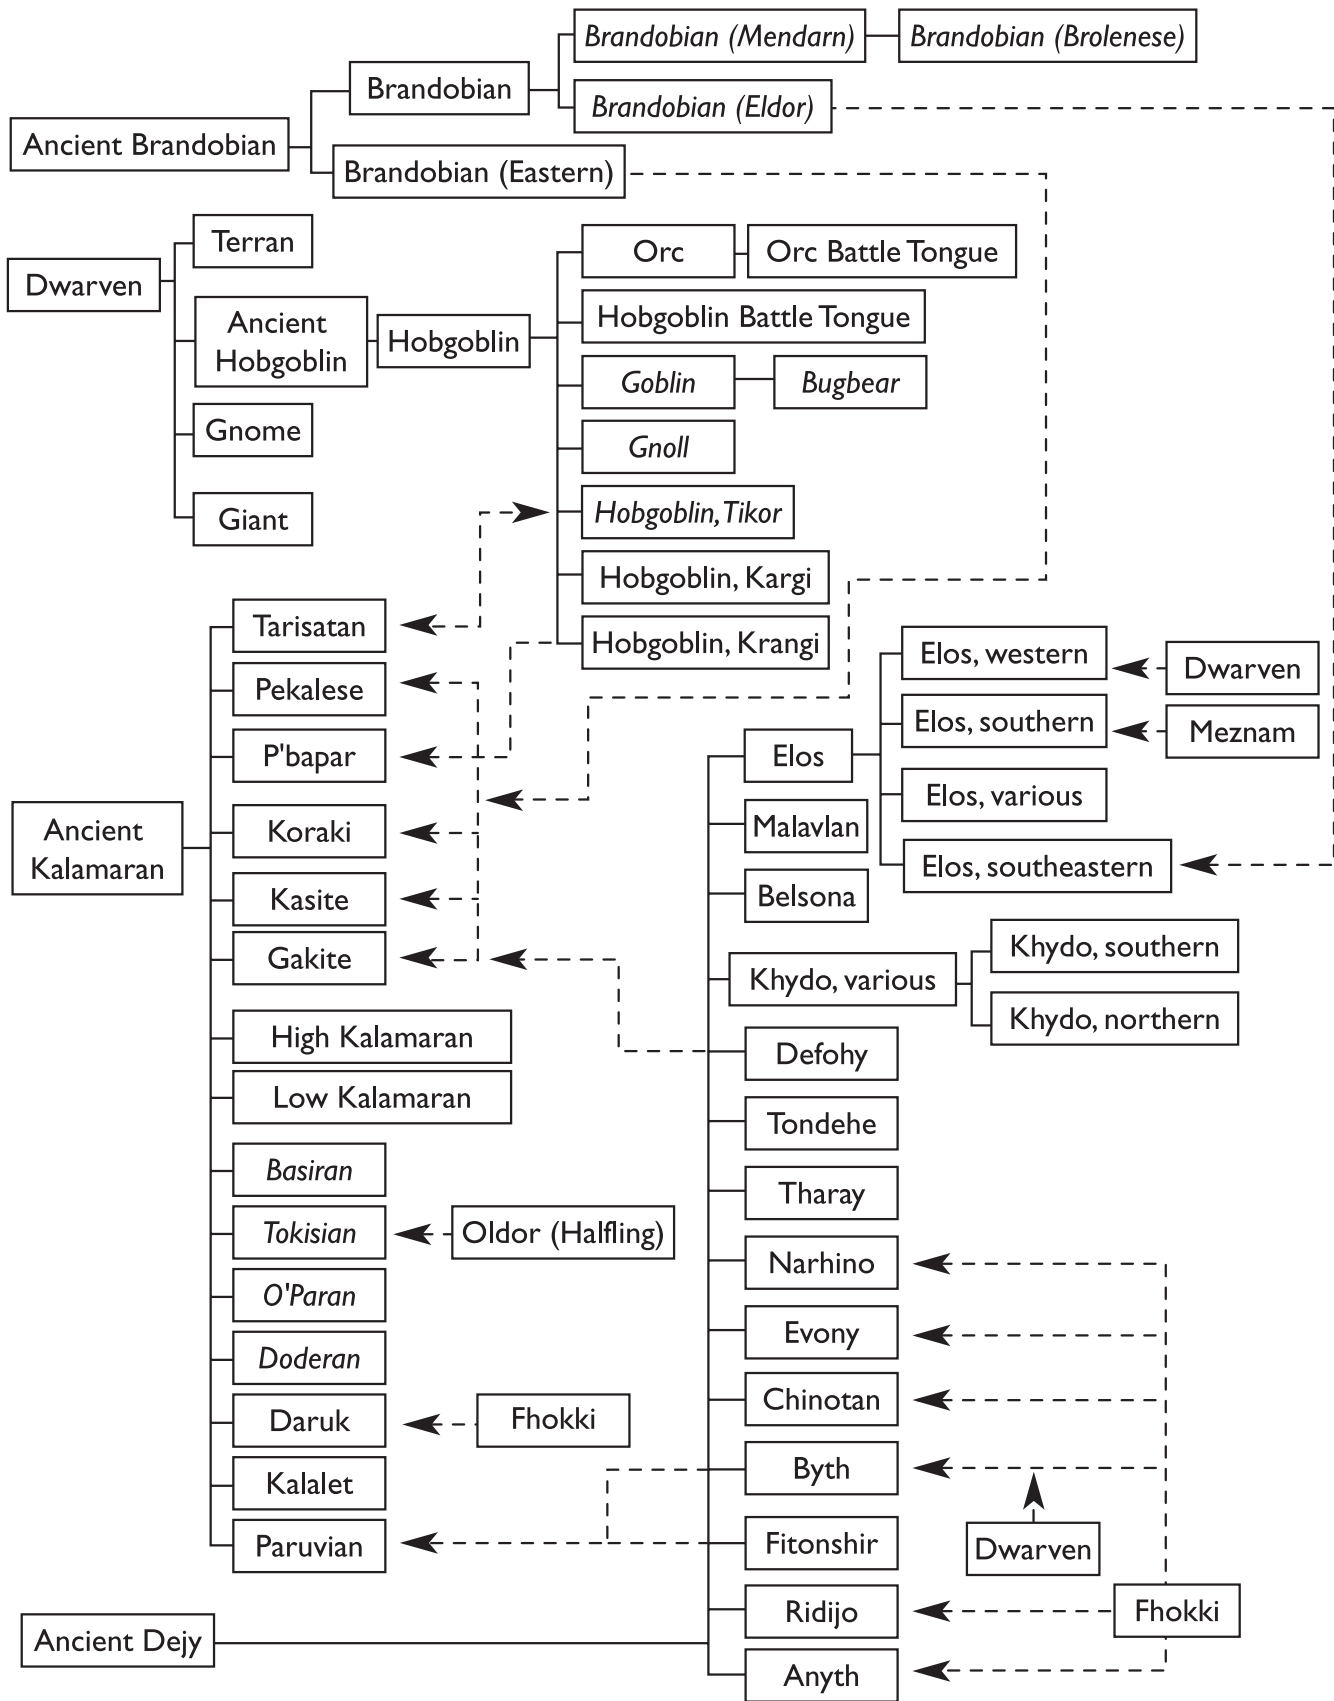 Brandobian (Mendarn)
Brandobian (Brolenese)
Brandobian
Brandobian (Eldor)
Ancient Brandobian
Brandobian (Eastern)
Terran
Dwarven
Ancient
Hobgoblin
Hobgoblin
Gnome
Giant
Orc
Orc Battle Tongue
Hobgoblin Battle Tongue
Goblin
Bugbear
Gnoll
Hobgoblin, Tikor
Hobgoblin, Kargi
Hobgoblin, Krangi
Ancient
Kalamaran
Tarisatan
Pekalese
P'bapar
Koraki
Kasite
Gakite
High Kalamaran
Low Kalamaran
Basiran
Tokisian
Oldor (Halfling)
O'Paran
Doderan
Daruk
Fhokki
Kalalet
Paruvian
Ancient Dejy
Elos
Elos, western
Dwarven
Elos, southern
Meznam
Elos, various
Elos, southeastern
Malavlan
Belsona
Khydo, various
Khydo, southern
Khydo, northern
Defohy
Tondehe
Tharay
Narhino
Evony
Chinotan
Byth
Dwarven
Fitonshir
Ridijo
Fhokki
Anyth